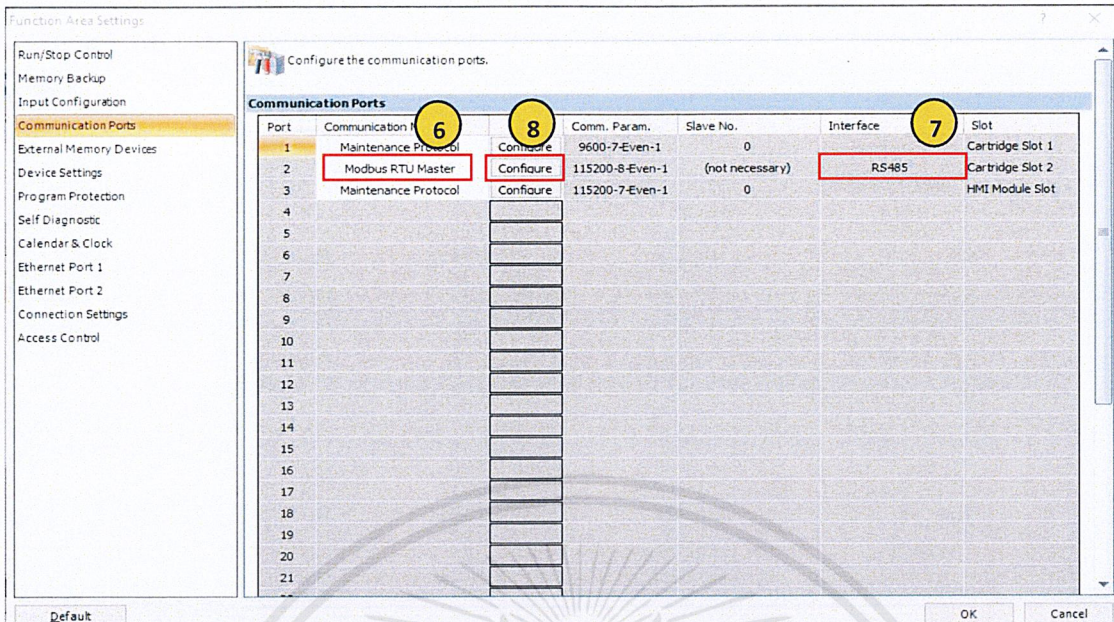 Function Area Settings
?
Run/Stop Control
Memory Backup
Input Configuration
Communication Ports
External Memory Devices
Device Settings
Program Protection
Self Diagnostic
Calendar & Clock
Ethernet Port 1
Ethernet Port 2
Connection Settings
Access Control
Configure the communication ports.
Communication Ports
6 8 7
Port Communication Comm. Param. Slave No. Interface Slot
1 Maintenance Protocol Configure 9600-7-Even-1 0 Cartridge Slot 1
2 Modbus RTU Master Configure 115200-8-Even-1 (not necessary) RS485 Cartridge Slot 2
3 Maintenance Protocol Configure 115200-7-Even-1 0 HMI Module Slot
4
5
6
7
8
9
10
11
12
13
14
15
16
17
18
19
20
21
Default OK Cancel